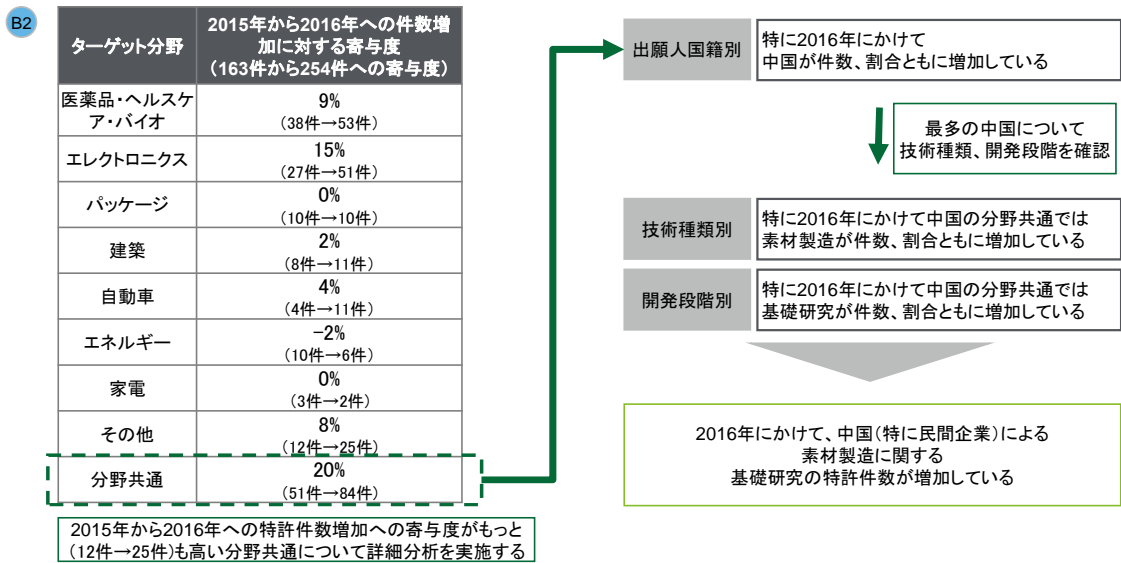 B2
ターゲット分野
2015年から2016年への件数増
加に対する寄与度
（163件から254件への寄与度）
医薬品・ヘルスケ
ア・バイオ
9%
（38件→53件）
エレクトロニクス
15%
（27件→51件）
パッケージ
0%
（10件→10件）
建築
2%
（8件→11件）
自動車
4%
（4件→11件）
エネルギー
−2%
（10件→6件）
家電
0%
（3件→2件）
その他
8%
（12件→25件）
分野共通
20%
（51件→84件）
2015年から2016年への特許件数増加への寄与度がもっと
（12件→25件）も高い分野共通について詳細分析を実施する
出願人国籍別
特に2016年にかけて
中国が件数、割合ともに増加している
最多の中国について
技術種類、開発段階を確認
技術種類別
特に2016年にかけて中国の分野共通では
素材製造が件数、割合ともに増加している
開発段階別
特に2016年にかけて中国の分野共通では
基礎研究が件数、割合ともに増加している
2016年にかけて、中国（特に民間企業）による
素材製造に関する
基礎研究の特許件数が増加している